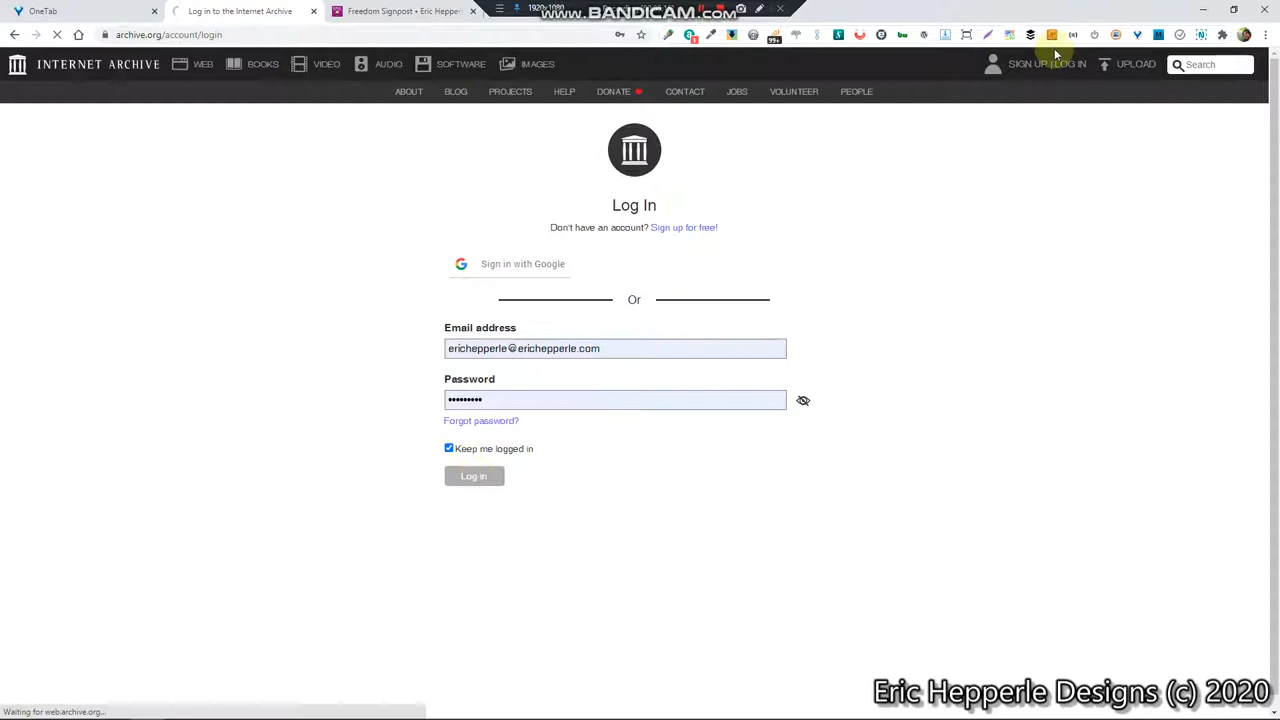 OneTab
Log in to the Internet Archive
Freedom Signpost • Eric Hepperl
1920×1080
www.BANDICAM.com
archive.org/account/login
INTERNET ARCHIVE
WEB
BOOKS
VIDEO
AUDIO
SOFTWARE
IMAGES
SIGN UP | LOG IN
UPLOAD
Search
ABOUT
BLOG
PROJECTS
HELP
DONATE
CONTACT
JOBS
VOLUNTEER
PEOPLE
Log In
Don't have an account? Sign up for free!
Sign in with Google
Or
Email address
erichepperle@erichepperle.com
Password
•••••••••
Forgot password?
Keep me logged in
Log in
Eric Hepperle Designs (c) 2020
Waiting for web.archive.org...